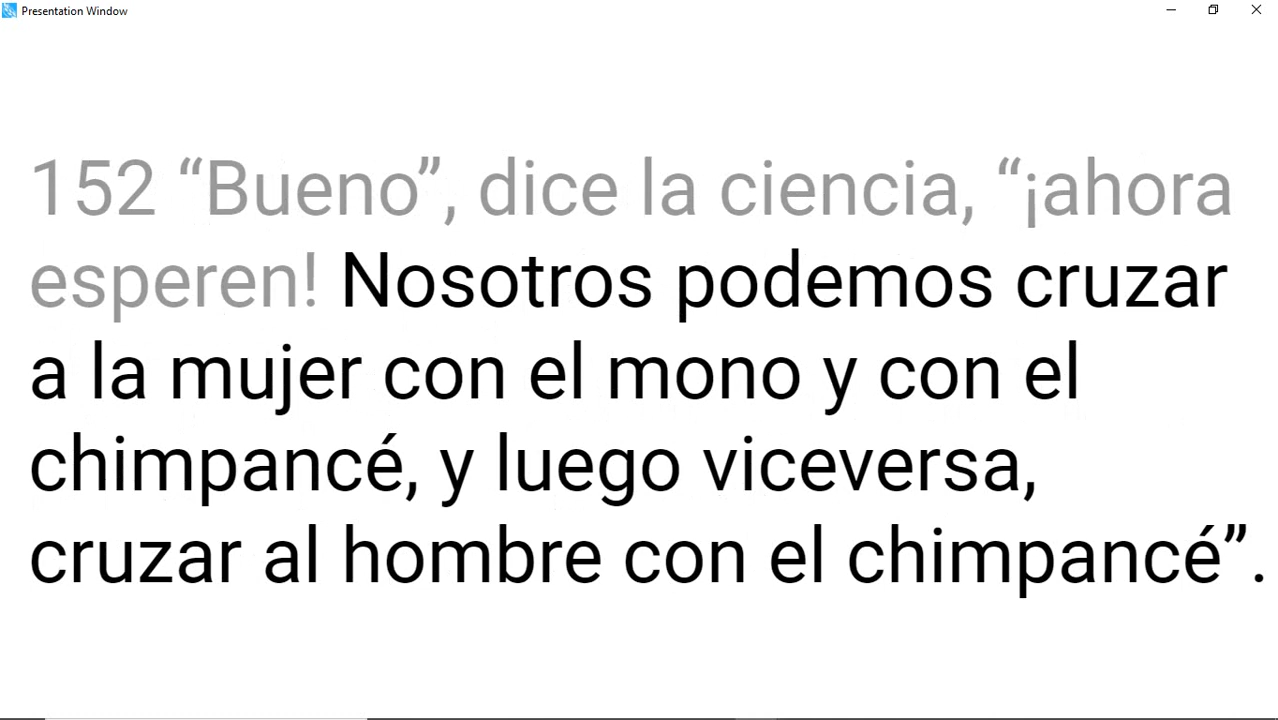 Presentation Window
152 “Bueno”, dice la ciencia, “¡ahora
esperen! Nosotros podemos cruzar
a la mujer con el mono y con el
chimpancé, y luego viceversa,
cruzar al hombre con el chimpancé”.